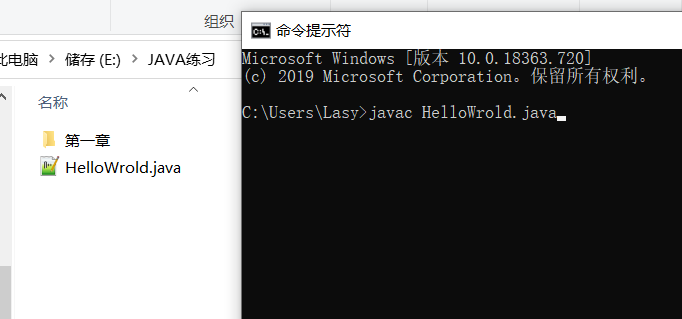 组织
此电脑 > 储存 (E:) > JAVA练习
名称
第一章
HelloWrold.java
命令提示符
Microsoft Windows [版本 10.0.18363.720]
(c) 2019 Microsoft Corporation。保留所有权利。
C:\Users\Lasy>javac HelloWrold.java